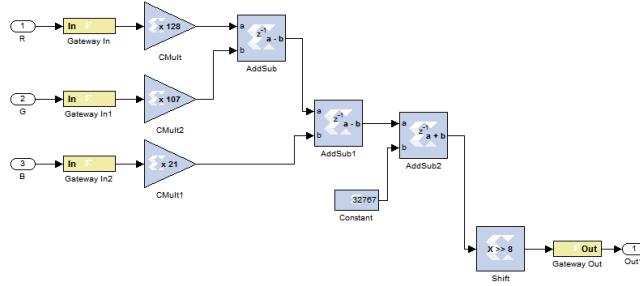 1
R
In
Gateway In
x 128
CMult
a
b
z-1
a - b
AddSub
2
G
In
Gateway In1
x 107
CMult2
3
B
In
Gateway In2
x 21
CMult1
a
b
z-1
a - b
AddSub1
a
b
z-1
a + b
AddSub2
32767
Constant
X >> 8
Shift
Out
Gateway Out
1
Out1